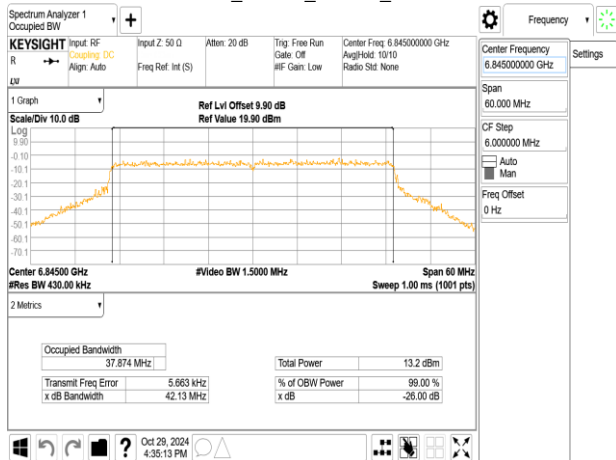 Spectrum Analyzer 1
Occupied BW
Frequency
KEYSIGHT
R
Input: RF
Coupling: DC
Align: Auto
Input Z: 50 Ω
Freq Ref: Int (S)
Atten: 20 dB
Trig: Free Run
Gate: Off
#IF Gain: Low
Center Freq: 6.845000000 GHz
Avg|Hold: 10/10
Radio Std: None
Center Frequency
6.845000000 GHz
Settings
Span
60.000 MHz
CF Step
6.000000 MHz
Auto
Man
Freq Offset
0 Hz
1 Graph
Scale/Div 10.0 dB
Ref Lvl Offset 9.90 dB
Ref Value 19.90 dBm
Log
9.90
-0.10
-10.1
-20.1
-30.1
-40.1
-50.1
-60.1
-70.1
Center 6.84500 GHz
#Video BW 1.5000 MHz
Span 60 MHz
#Res BW 430.00 kHz
Sweep 1.00 ms (1001 pts)
2 Metrics
Occupied Bandwidth
37.874 MHz
Total Power 13.2 dBm
Transmit Freq Error 5.663 kHz
% of OBW Power 99.00 %
x dB Bandwidth 42.13 MHz
x dB -26.00 dB
?
Oct 29, 2024
4:35:13 PM